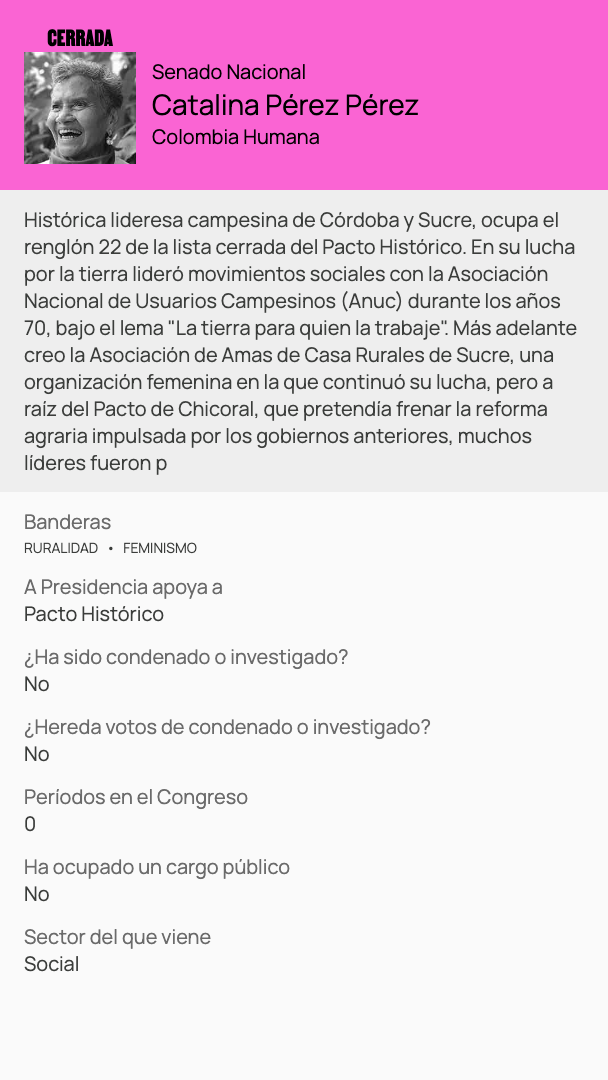 CERRADA
Senado Nacional
Catalina Pérez Pérez
Colombia Humana
Histórica lideresa campesina de Córdoba y Sucre, ocupa el
renglón 22 de la lista cerrada del Pacto Histórico. En su lucha
por la tierra lideró movimientos sociales con la Asociación
Nacional de Usuarios Campesinos (Anuc) durante los años
70, bajo el lema "La tierra para quien la trabaje". Más adelante
creo la Asociación de Amas de Casa Rurales de Sucre, una
organización femenina en la que continuó su lucha, pero a
raíz del Pacto de Chicoral, que pretendía frenar la reforma
agraria impulsada por los gobiernos anteriores, muchos
líderes fueron p
Banderas
RURALIDAD • FEMINISMO
A Presidencia apoya a
Pacto Histórico
¿Ha sido condenado o investigado?
No
¿Hereda votos de condenado o investigado?
No
Períodos en el Congreso
0
Ha ocupado un cargo público
No
Sector del que viene
Social